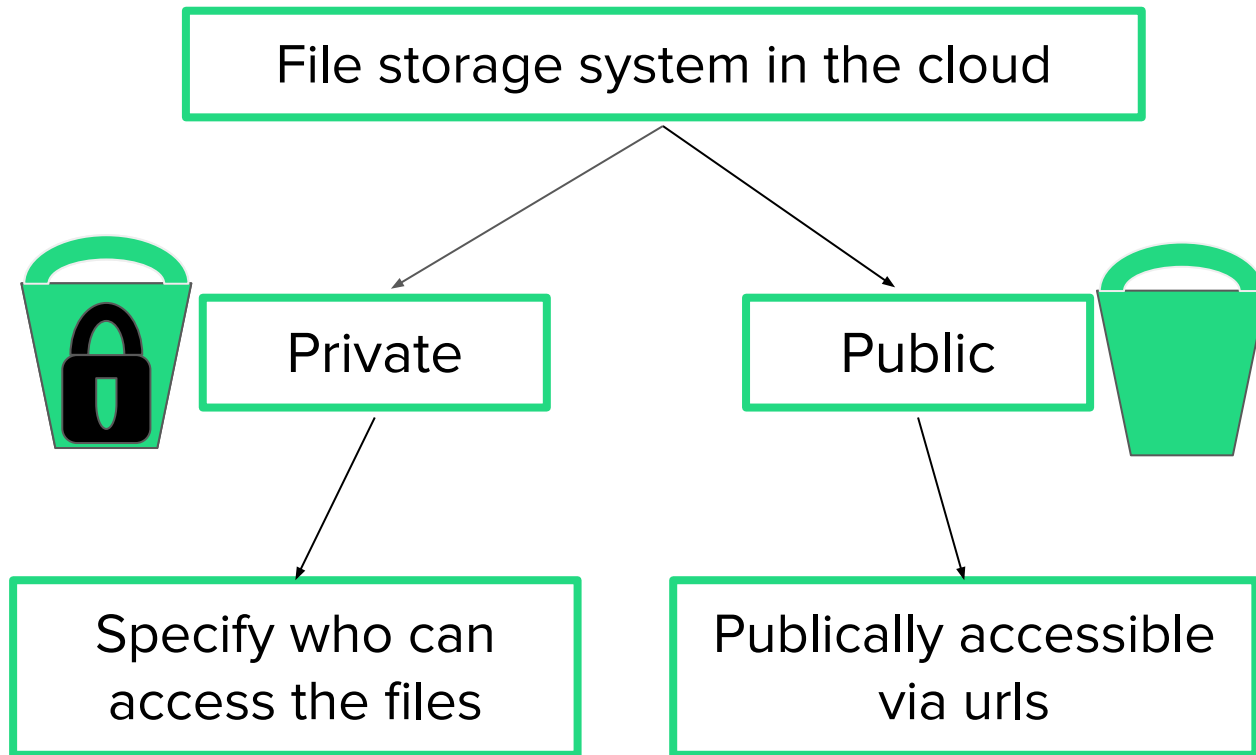 File storage system in the cloud
Private
Public
Specify who can
access the files
Publically accessible
via urls